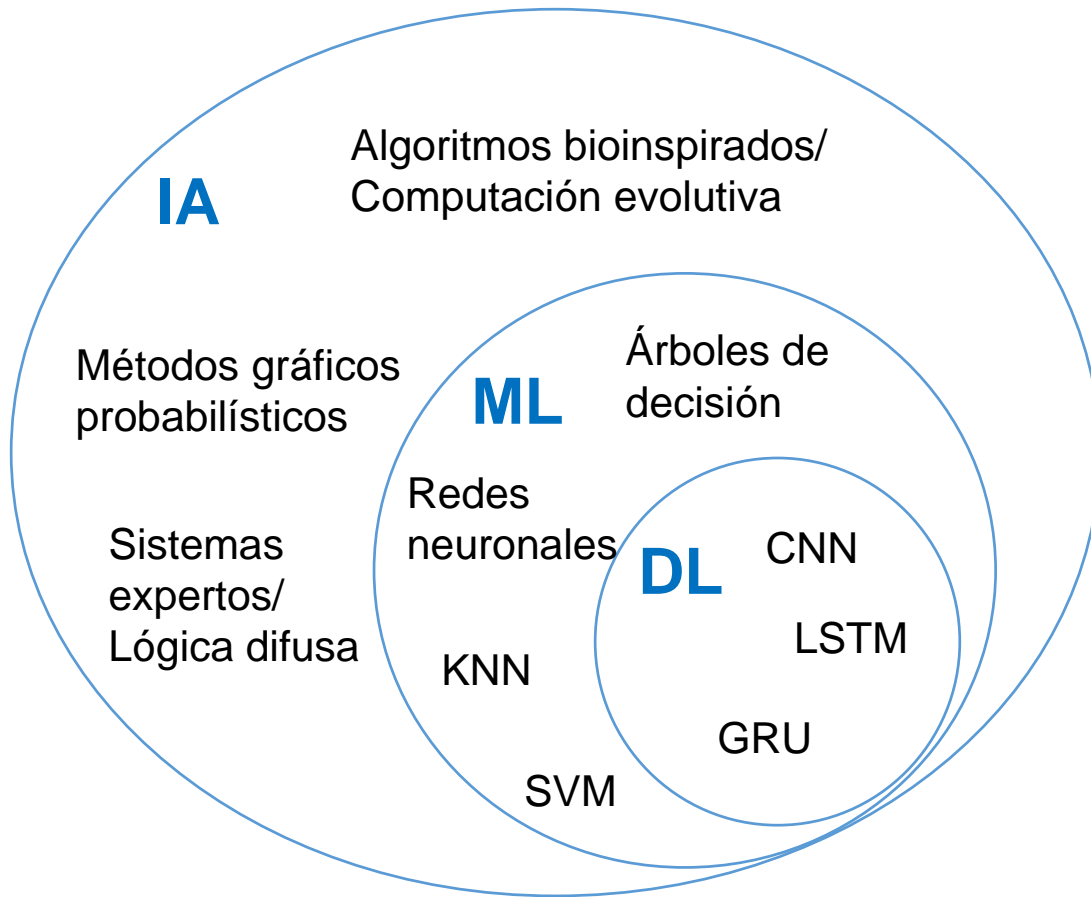 Algoritmos bioinspirados/
Computación evolutiva
IA
Métodos gráficos
probabilísticos
Sistemas
expertos/
Lógica difusa
ML
Árboles de
decisión
Redes
neuronales
KNN
SVM
DL
CNN
LSTM
GRU